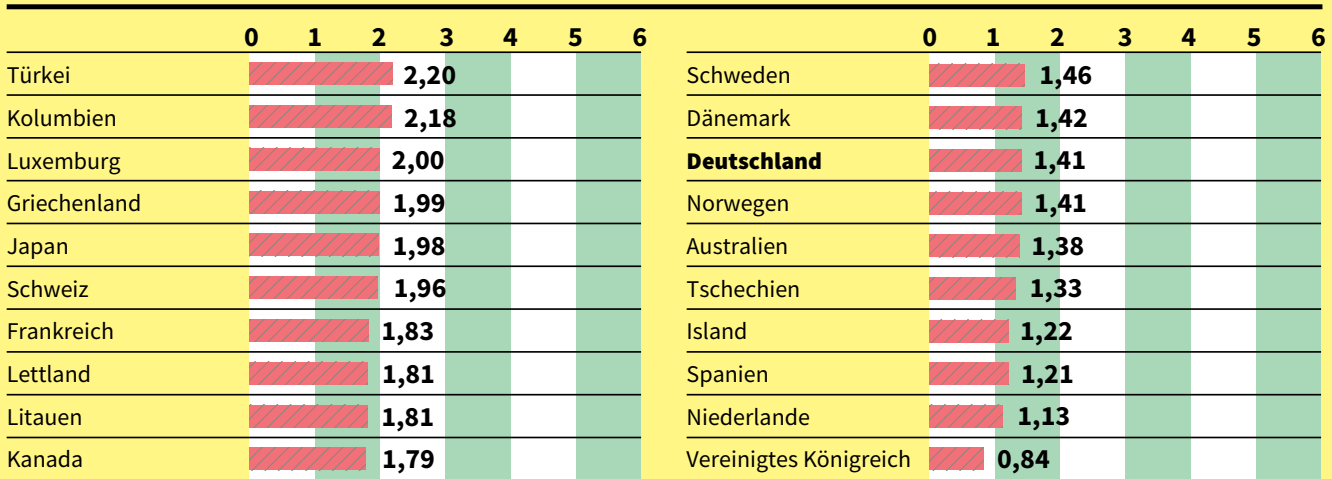 0 1 2 3 4 5 6
Türkei 2,20
Kolumbien 2,18
Luxemburg 2,00
Griechenland 1,99
Japan 1,98
Schweiz 1,96
Frankreich 1,83
Lettland 1,81
Litauen 1,81
Kanada 1,79
0 1 2 3 4 5 6
Schweden 1,46
Dänemark 1,42
Deutschland 1,41
Norwegen 1,41
Australien 1,38
Tschechien 1,33
Island 1,22
Spanien 1,21
Niederlande 1,13
Vereinigtes Königreich 0,84